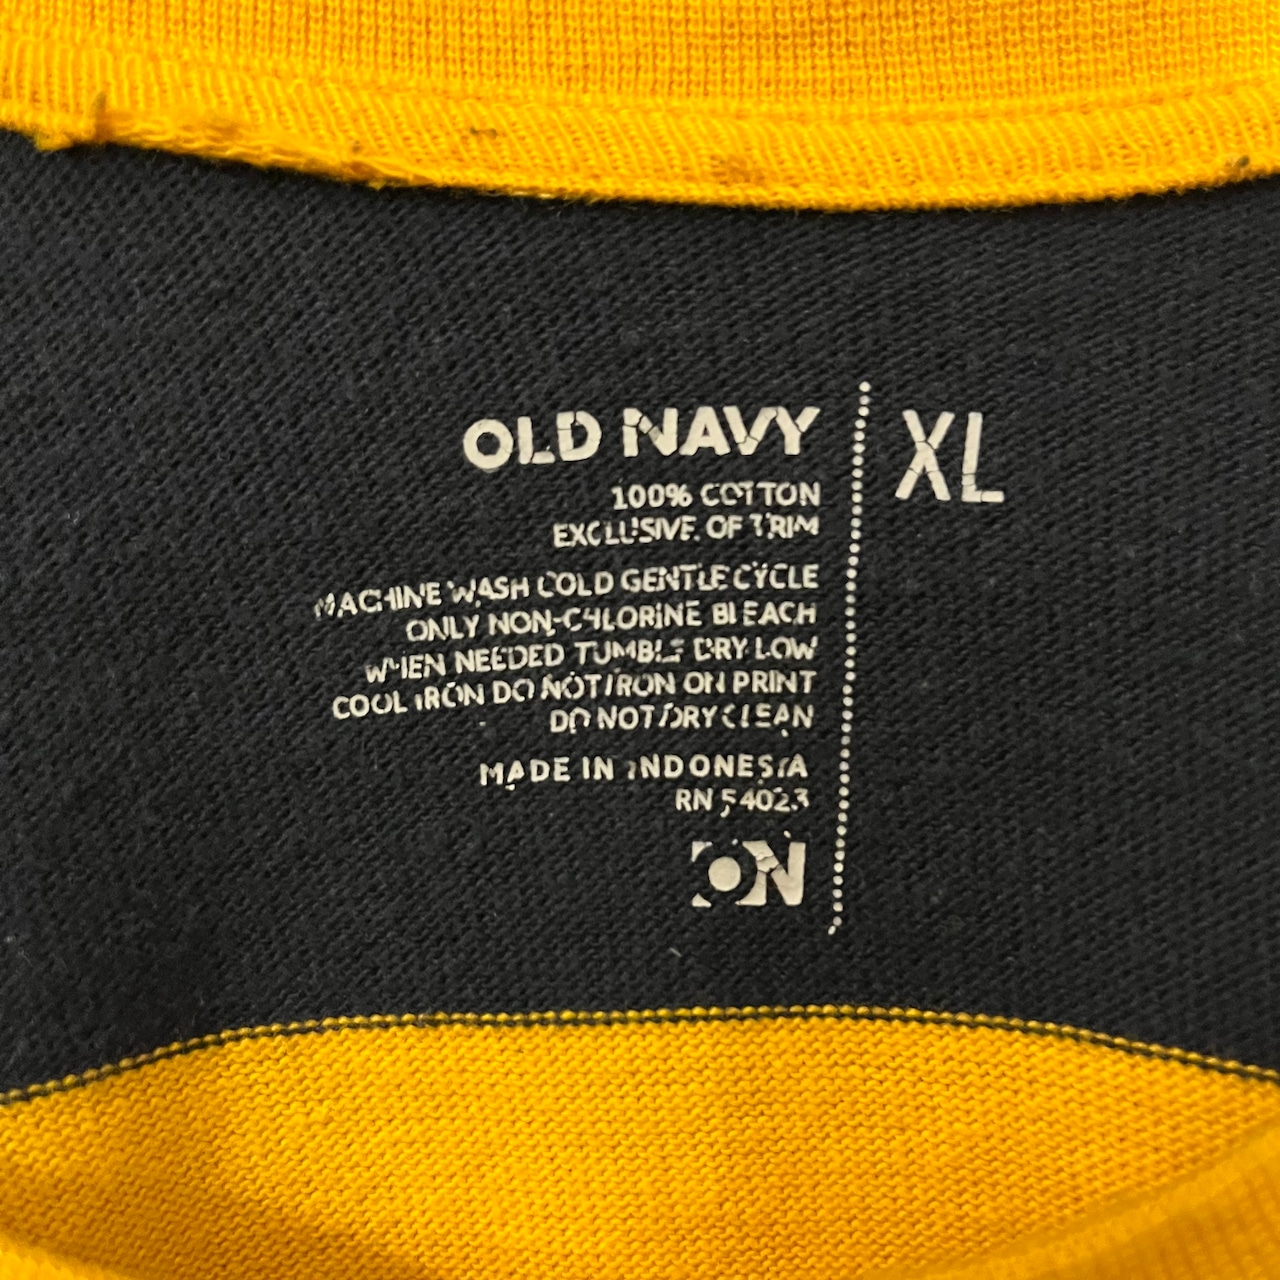 OLD NAVY
100% COTTON
EXCLUSIVE OF TRIM
MACHINE WASH COLD GENTLE CYCLE
ONLY NON-CHLORINE BLEACH
WHEN NEEDED TUMBLE DRY LOW
COOL IRON DO NOT IRON ON PRINT
DO NOT DRY CLEAN
MADE IN INDONESIA
RN 54023
ON
XL